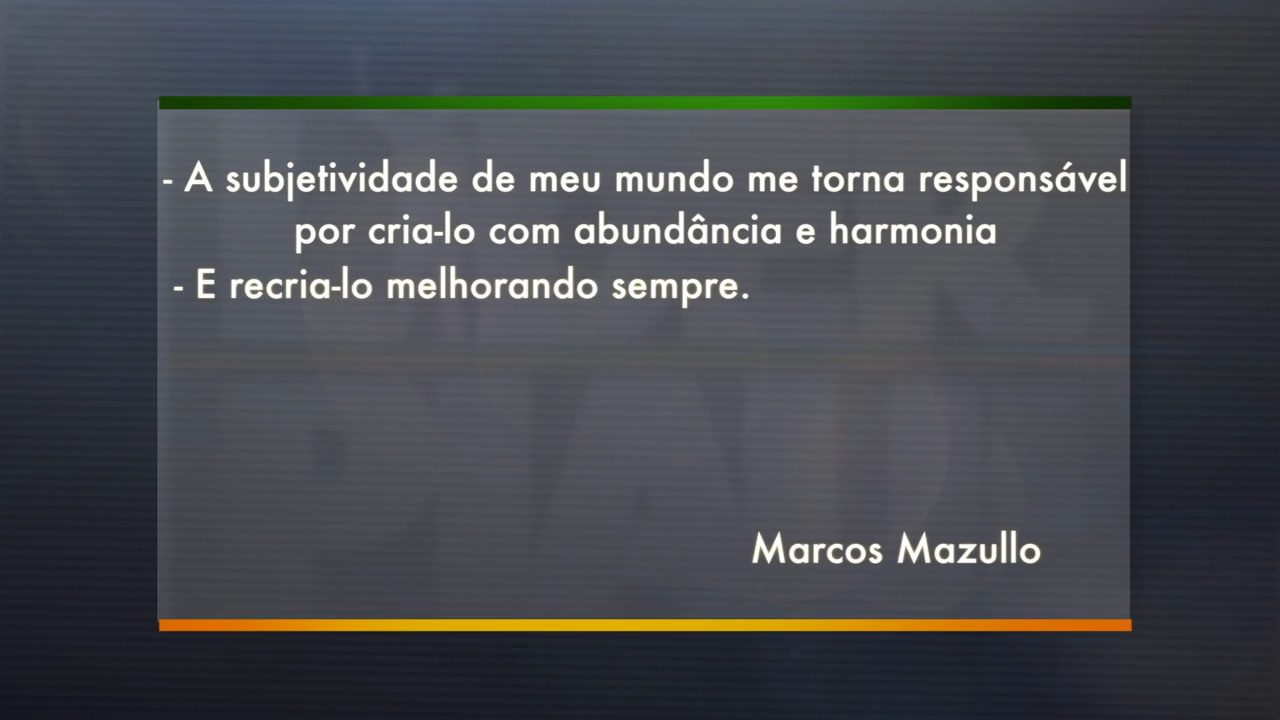 - A subjetividade de meu mundo me torna responsável
por cria-lo com abundância e harmonia
- E recria-lo melhorando sempre.
Marcos Mazullo